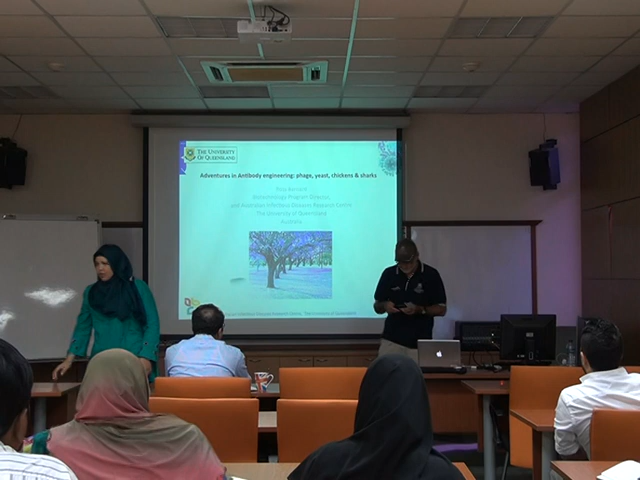 THE UNIVERSITY
OF QUEENSLAND
Adventures in Antibody engineering: phage, yeast, chickens & sharks
Biotechnology Program Director,
and Australian Infectious Diseases Research Centre
The University of Queensland
Australia